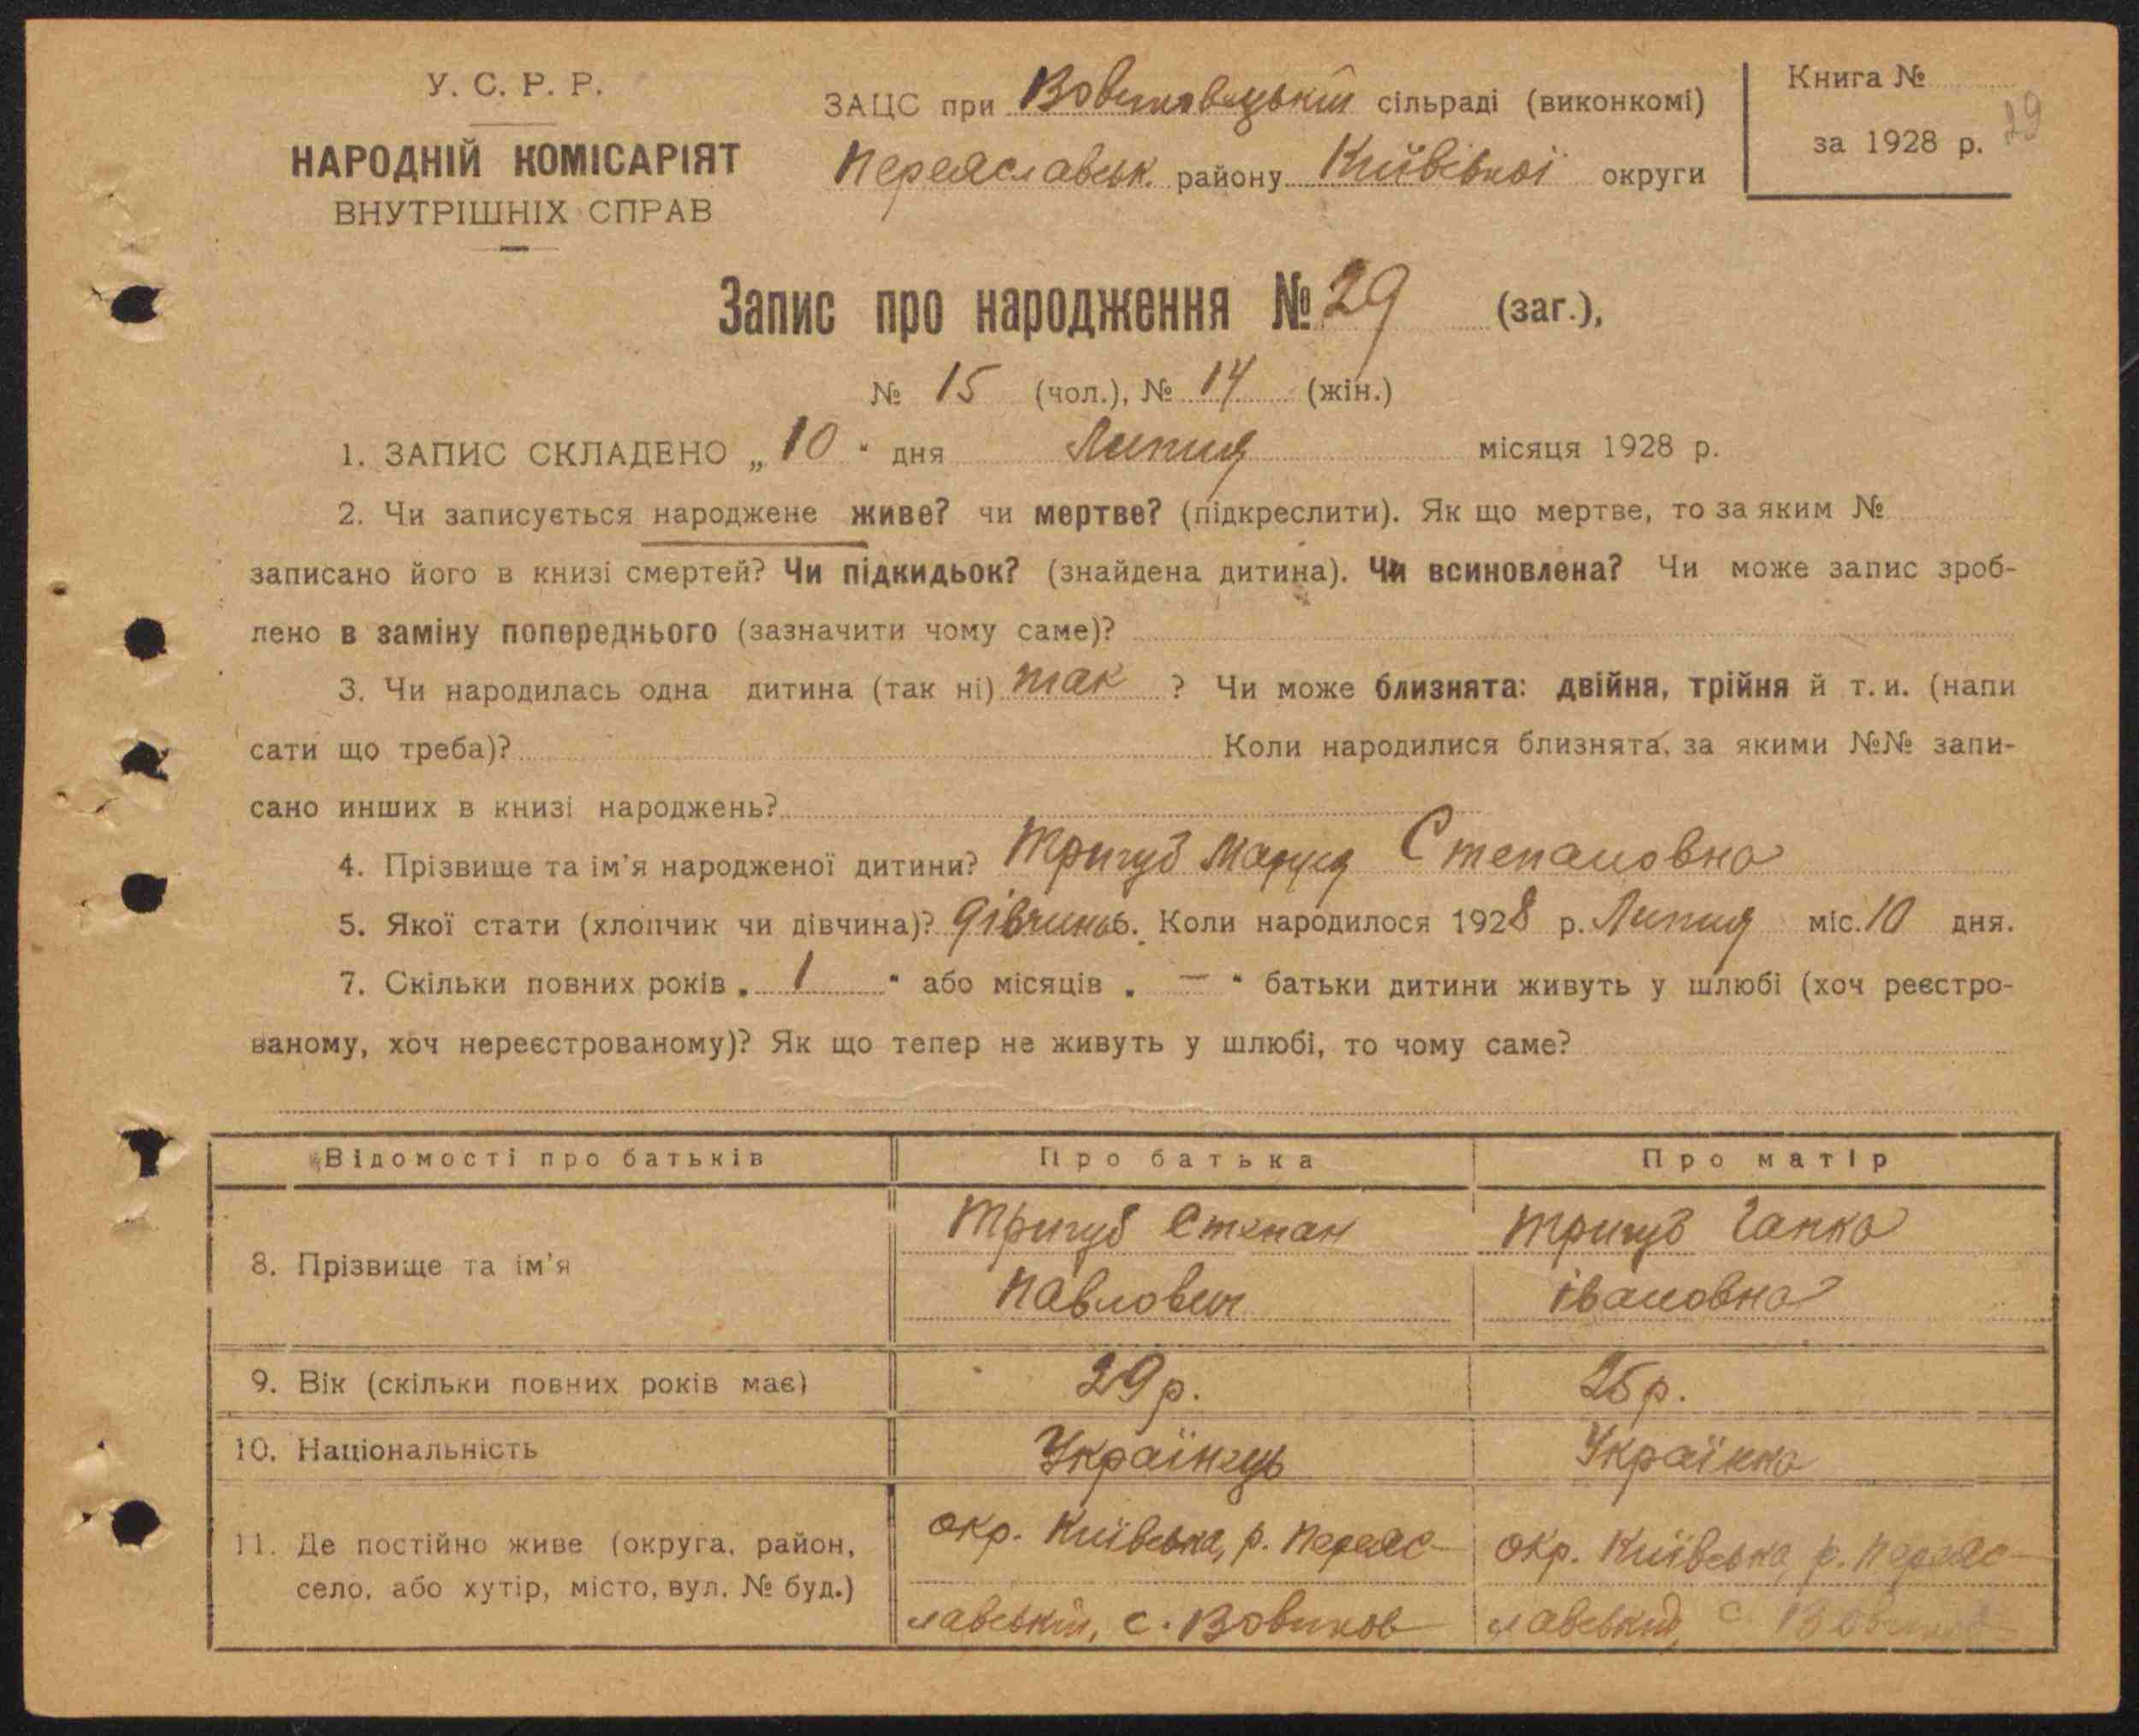 У. С. Р. Р.
НАРОДНІЙ КОМІСАРІЯТ
ВНУТРІШНІХ СПРАВ
ЗАЦС при сільраді (виконкомі)
Переяславськ. району Київської округи
Книга №
за 1928 р.
29
Запис про народження № 29 (заг.),
№ 15 (чол.), № 14 (жін.)
1. ЗАПИС СКЛАДЕНО „ 10 “ дня Липня місяця 1928 р.
2. Чи записується народжене живе? чи мертве? (підкреслити). Як що мертве, то за яким №
записано його в книзі смертей? Чи підкидьок? (знайдена дитина). Чи всиновлена? Чи може запис зроб-
лено в заміну попереднього (зазначити чому саме)?
3. Чи народилась одна дитина (так ні) так ? Чи може близнята: двійня, трійня й т. и. (напи
сати що треба)? Коли народилися близнята, за якими №№ запи-
сано инших в книзі народжень?
4. Прізвище та ім'я народженої дитини? Тригуб Маруся Степановна
5. Якої стати (хлопчик чи дівчина)? Коли народилося 1928 р. Липня міс. 10 дня.
7. Скільки повних років „ 1 “ або місяців „ — “ батьки дитини живуть у шлюбі (хоч реєстро-
ваному, хоч нереєстрованому)? Як що тепер не живуть у шлюбі, то чому саме?
Відомості про батьків Про батька Про матір
8. Прізвище та ім'я Тригуб Степан Павлович Тригуб Гапка Івановна
9. Вік (скільки повних років має) 29 р. 25 р.
10. Національність Українець Українка
11. Де постійно живе (округа, район, окр. Київська, р. Переяс- окр. Київська, р. Переяс-
село, або хутір, місто, вул. № буд.) лавський, с. лавський, с.